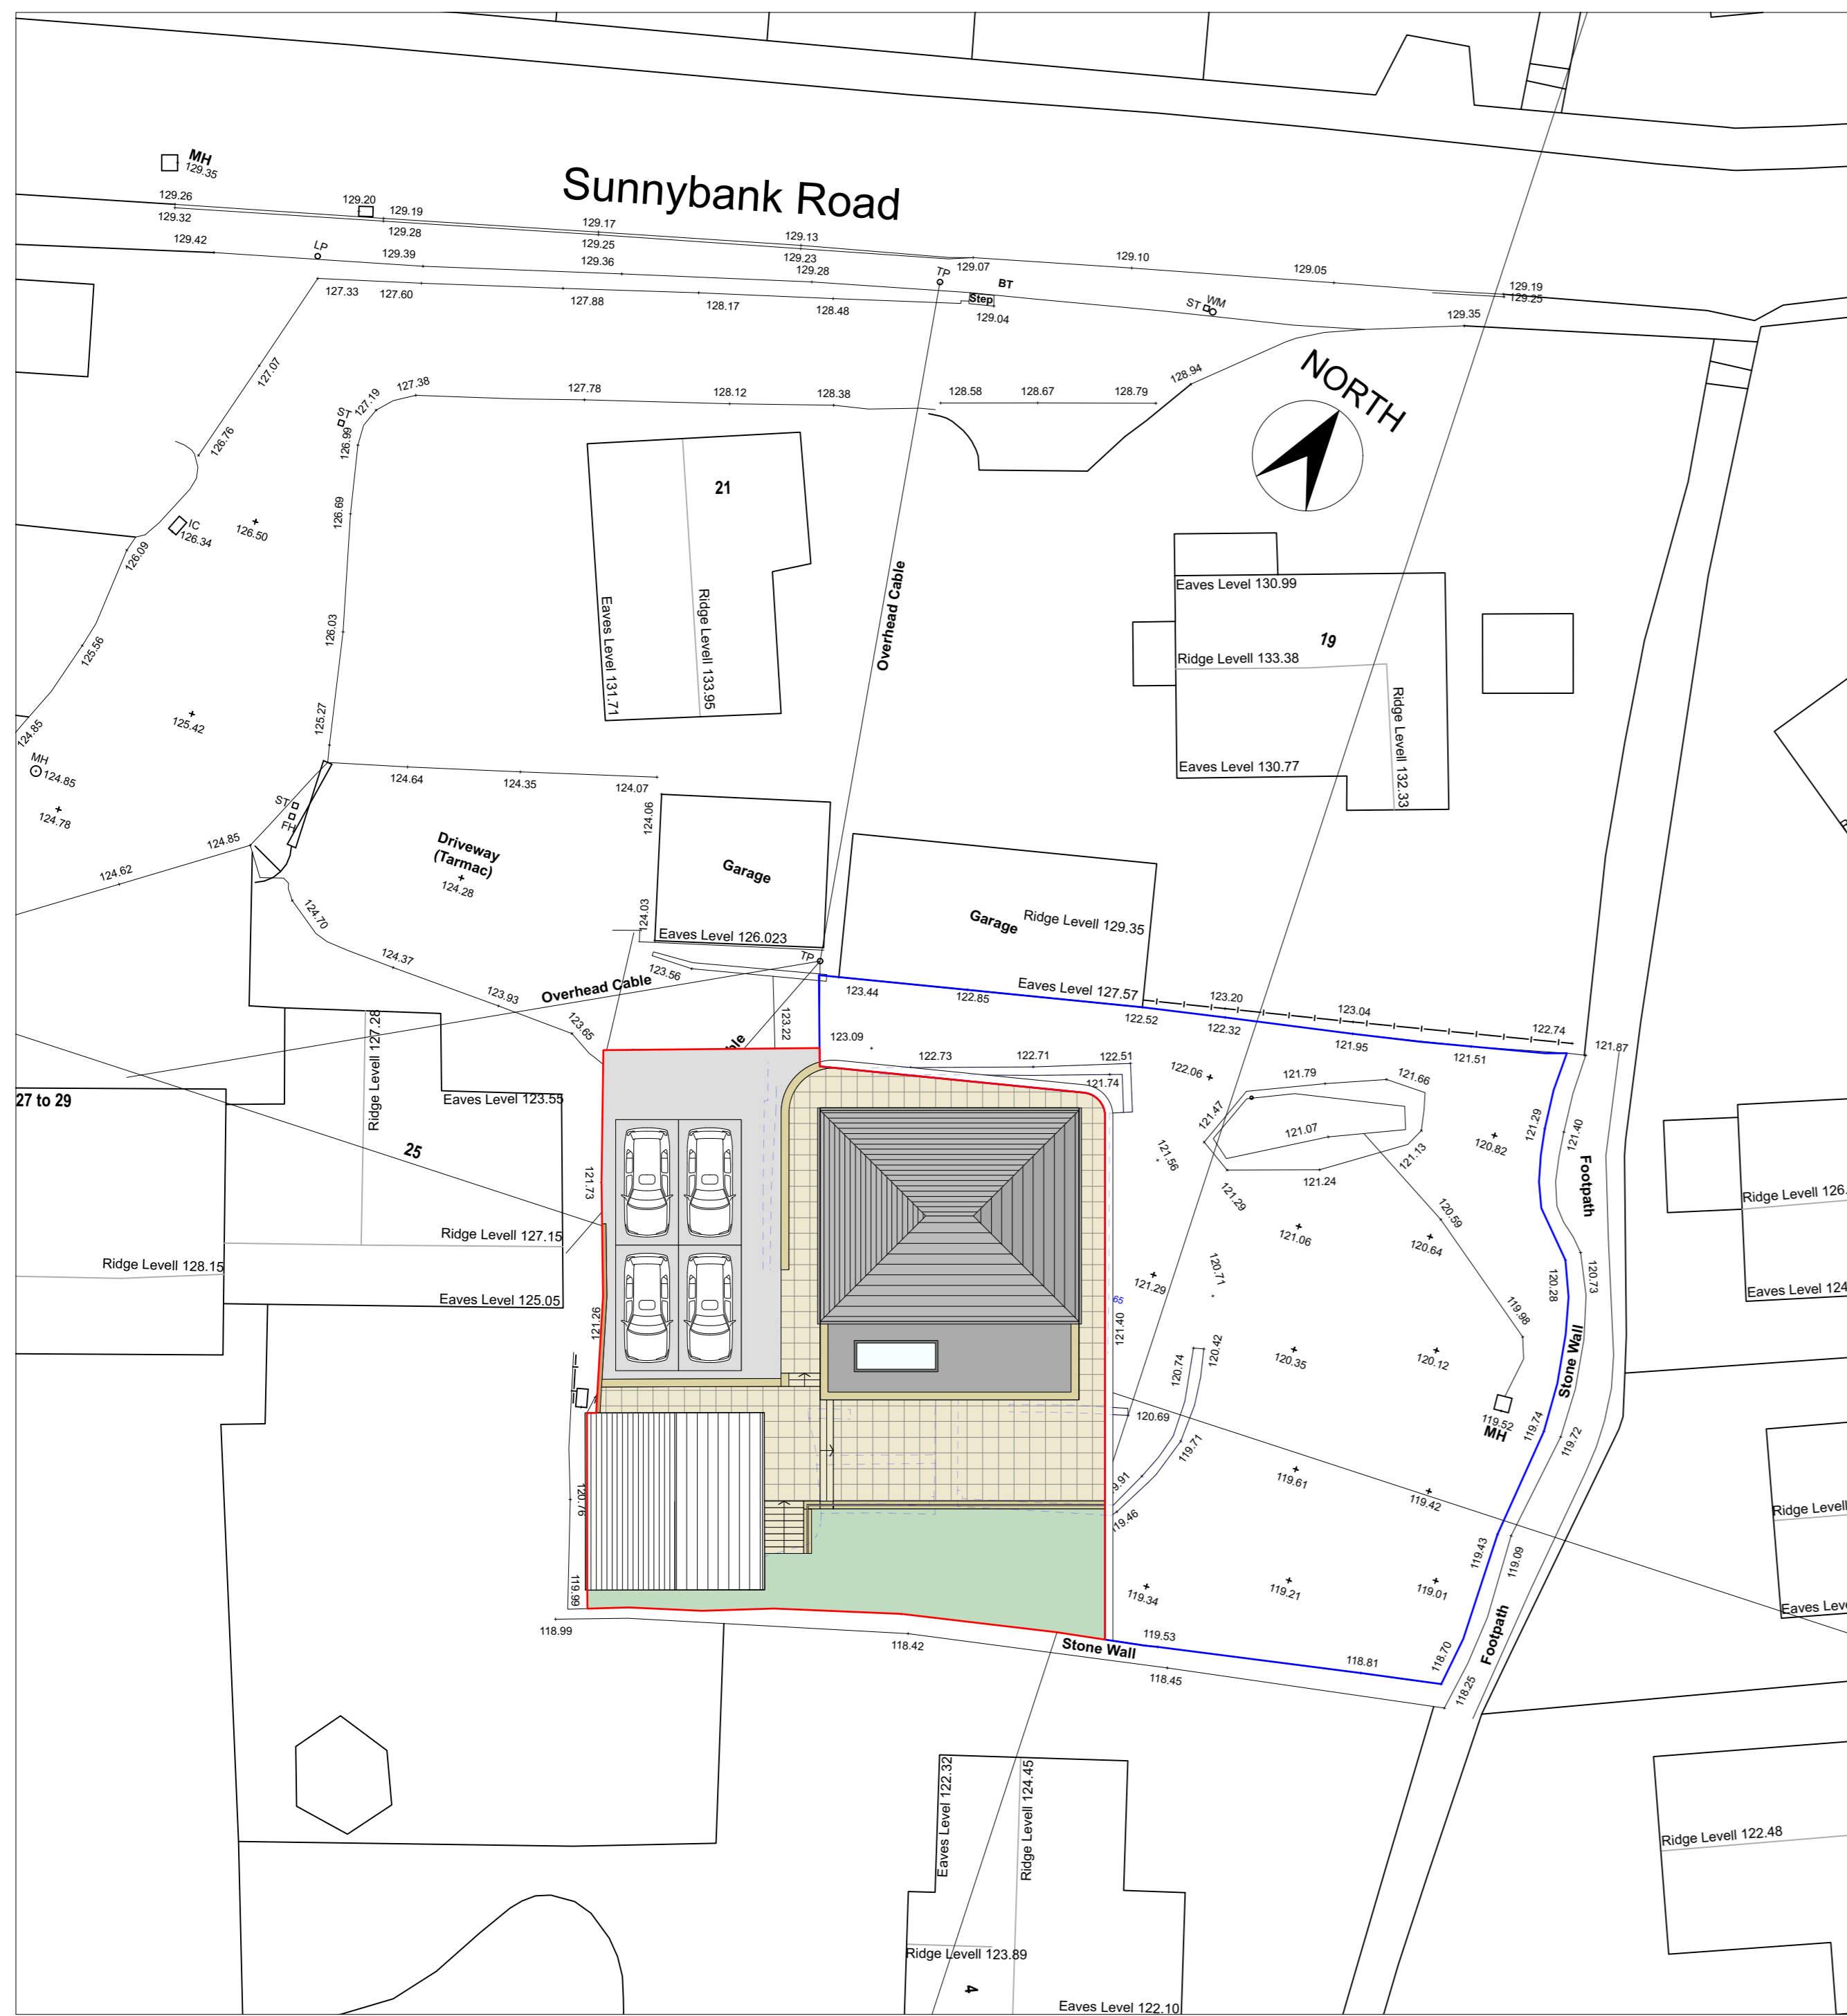 MH
129.35
Sunnybank Road
129.26
129.32
129.20
129.19
129.28
129.17
129.25
129.13
129.23
129.07
129.10
129.05
129.19
129.25
129.42
LP
129.39
129.36
129.28
TP
BT
Step
129.04
ST
WM
129.35
127.33
127.60
127.88
128.17
128.48
127.07
127.19
127.38
127.78
128.12
128.38
128.58
128.67
128.79
128.94
NORTH
ST
126.99
126.76
126.69
IC
126.34
126.50
126.09
126.03
125.56
125.42
125.27
124.85
MH
124.85
124.78
21
Eaves Level 131.71
Ridge Levell 133.95
Overhead Cable
Eaves Level 130.99
19
Ridge Levell 133.38
Ridge Levell 132.33
Eaves Level 130.77
124.64
124.35
124.07
124.06
ST
FH
124.85
124.62
Driveway
(Tarmac)
124.28
Garage
124.70
124.03
Eaves Level 126.023
Garage
Ridge Levell 129.35
124.37
TP
123.56
Overhead Cable
123.93
123.65
123.22
123.44
122.85
Eaves Level 127.57
123.20
123.04
122.74
122.52
122.32
121.95
121.51
121.87
123.09
122.73
122.71
122.51
121.74
122.06
121.79
121.66
121.47
121.07
121.13
121.24
121.29
121.56
120.82
121.29
121.40
Footpath
27 to 29
Ridge Levell 127.28
Eaves Level 123.55
25
Ridge Levell 127.15
Ridge Levell 128.15
Eaves Level 125.05
121.73
121.26
120.76
119.99
121.06
120.59
120.64
120.71
121.29
65
121.40
120.28
120.73
119.98
120.35
120.12
120.74
120.42
Stone Wall
120.69
119.52
MH
119.74
119.72
119.71
119.61
119.42
119.46
119.43
119.09
119.34
119.21
119.01
Footpath
118.99
118.42
119.53
Stone Wall
118.45
118.81
118.70
118.25
Ridge Levell 126.
Eaves Level 124
Ridge Levell
Eaves Leve
Ridge Levell 122.48
Eaves Level 122.32
Ridge Levell 124.45
Ridge Levell 123.89
4
Eaves Level 122.10